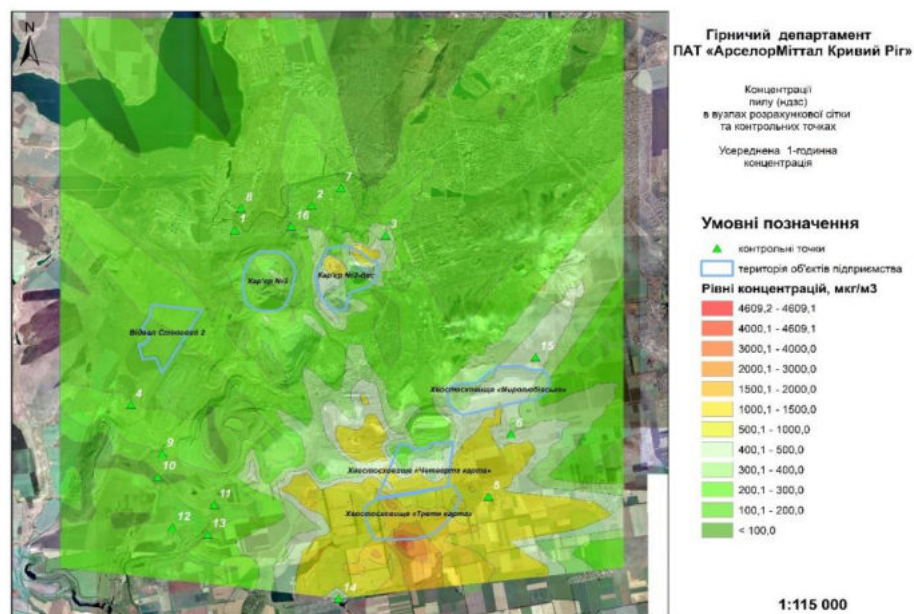 N
Гірничий департамент
ПАТ «АрселорМіттал Кривий Ріг»
Концентрації
пилу (ндзс)
в вузлах розрахункової сітки
та контрольних точках
Усереднена 1-годинна
концентрація
7
2
8
1
16
3
Кар'єр №3
Кар'єр №2-біс
Відвал Степовий 2
15
Хвостосховища «Миролюбівське»
4
6
9
10
Хвостосховище «Четверта карта»
5
11
Хвостосховища «Третя карта»
12
13
14
Умовні позначення
контрольні точки
територія об'єктів підприємства
Рівні концентрацій, мкг/м3
4609,2 - 4609,1
4000,1 - 4609,1
3000,1 - 4000,0
2000,1 - 3000,0
1500,1 - 2000,0
1000,1 - 1500,0
500,1 - 1000,0
400,1 - 500,0
300,1 - 400,0
200,1 - 300,0
100,1 - 200,0
< 100,0
1:115 000